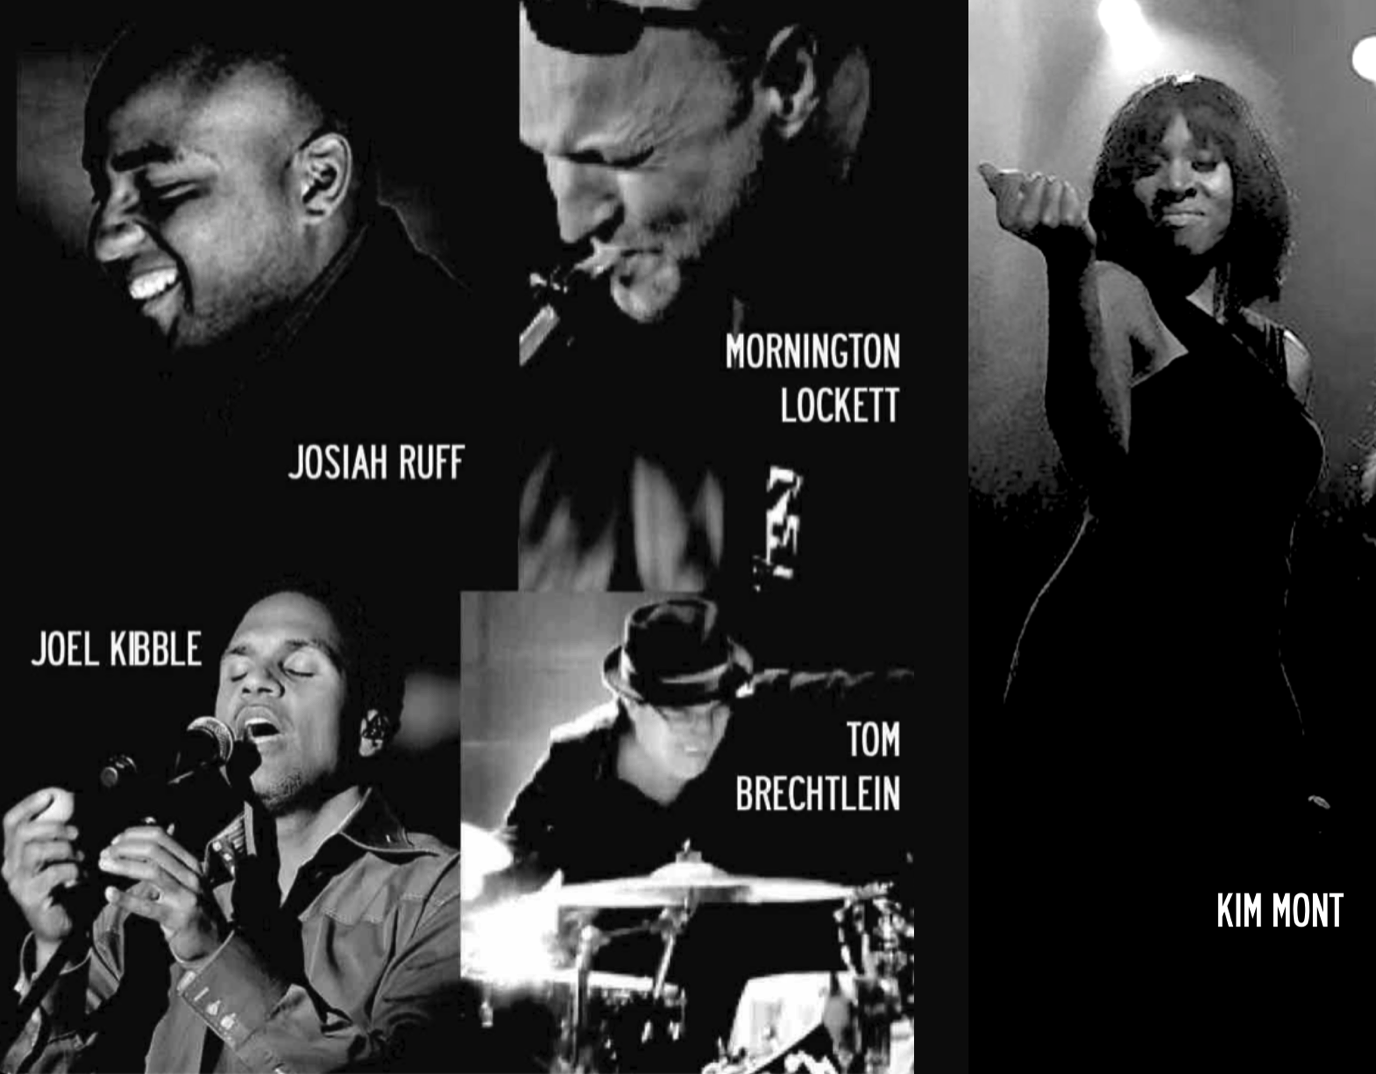 JOSIAH RUFF
MORNINGTON
LOCKETT
JOEL KIBBLE
TOM
BRECHTLEIN
KIM MONT